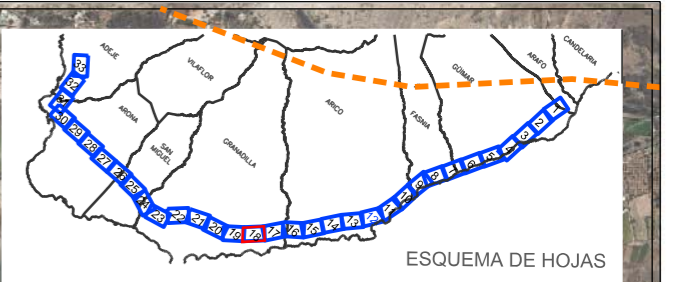 ADEJE
VILAFLOR
ARONA
SAN
MIGUEL
GRANADILLA
ARICO
FASNIA
GÜIMAR
ARAFO
CANDELARIA
33
32
31
30
29
28
27
26
25
24
23
22
21
20
19
18
17
16
15
14
13
12
11
10
9
8
7
6
5
4
3
2
1
ESQUEMA DE HOJAS